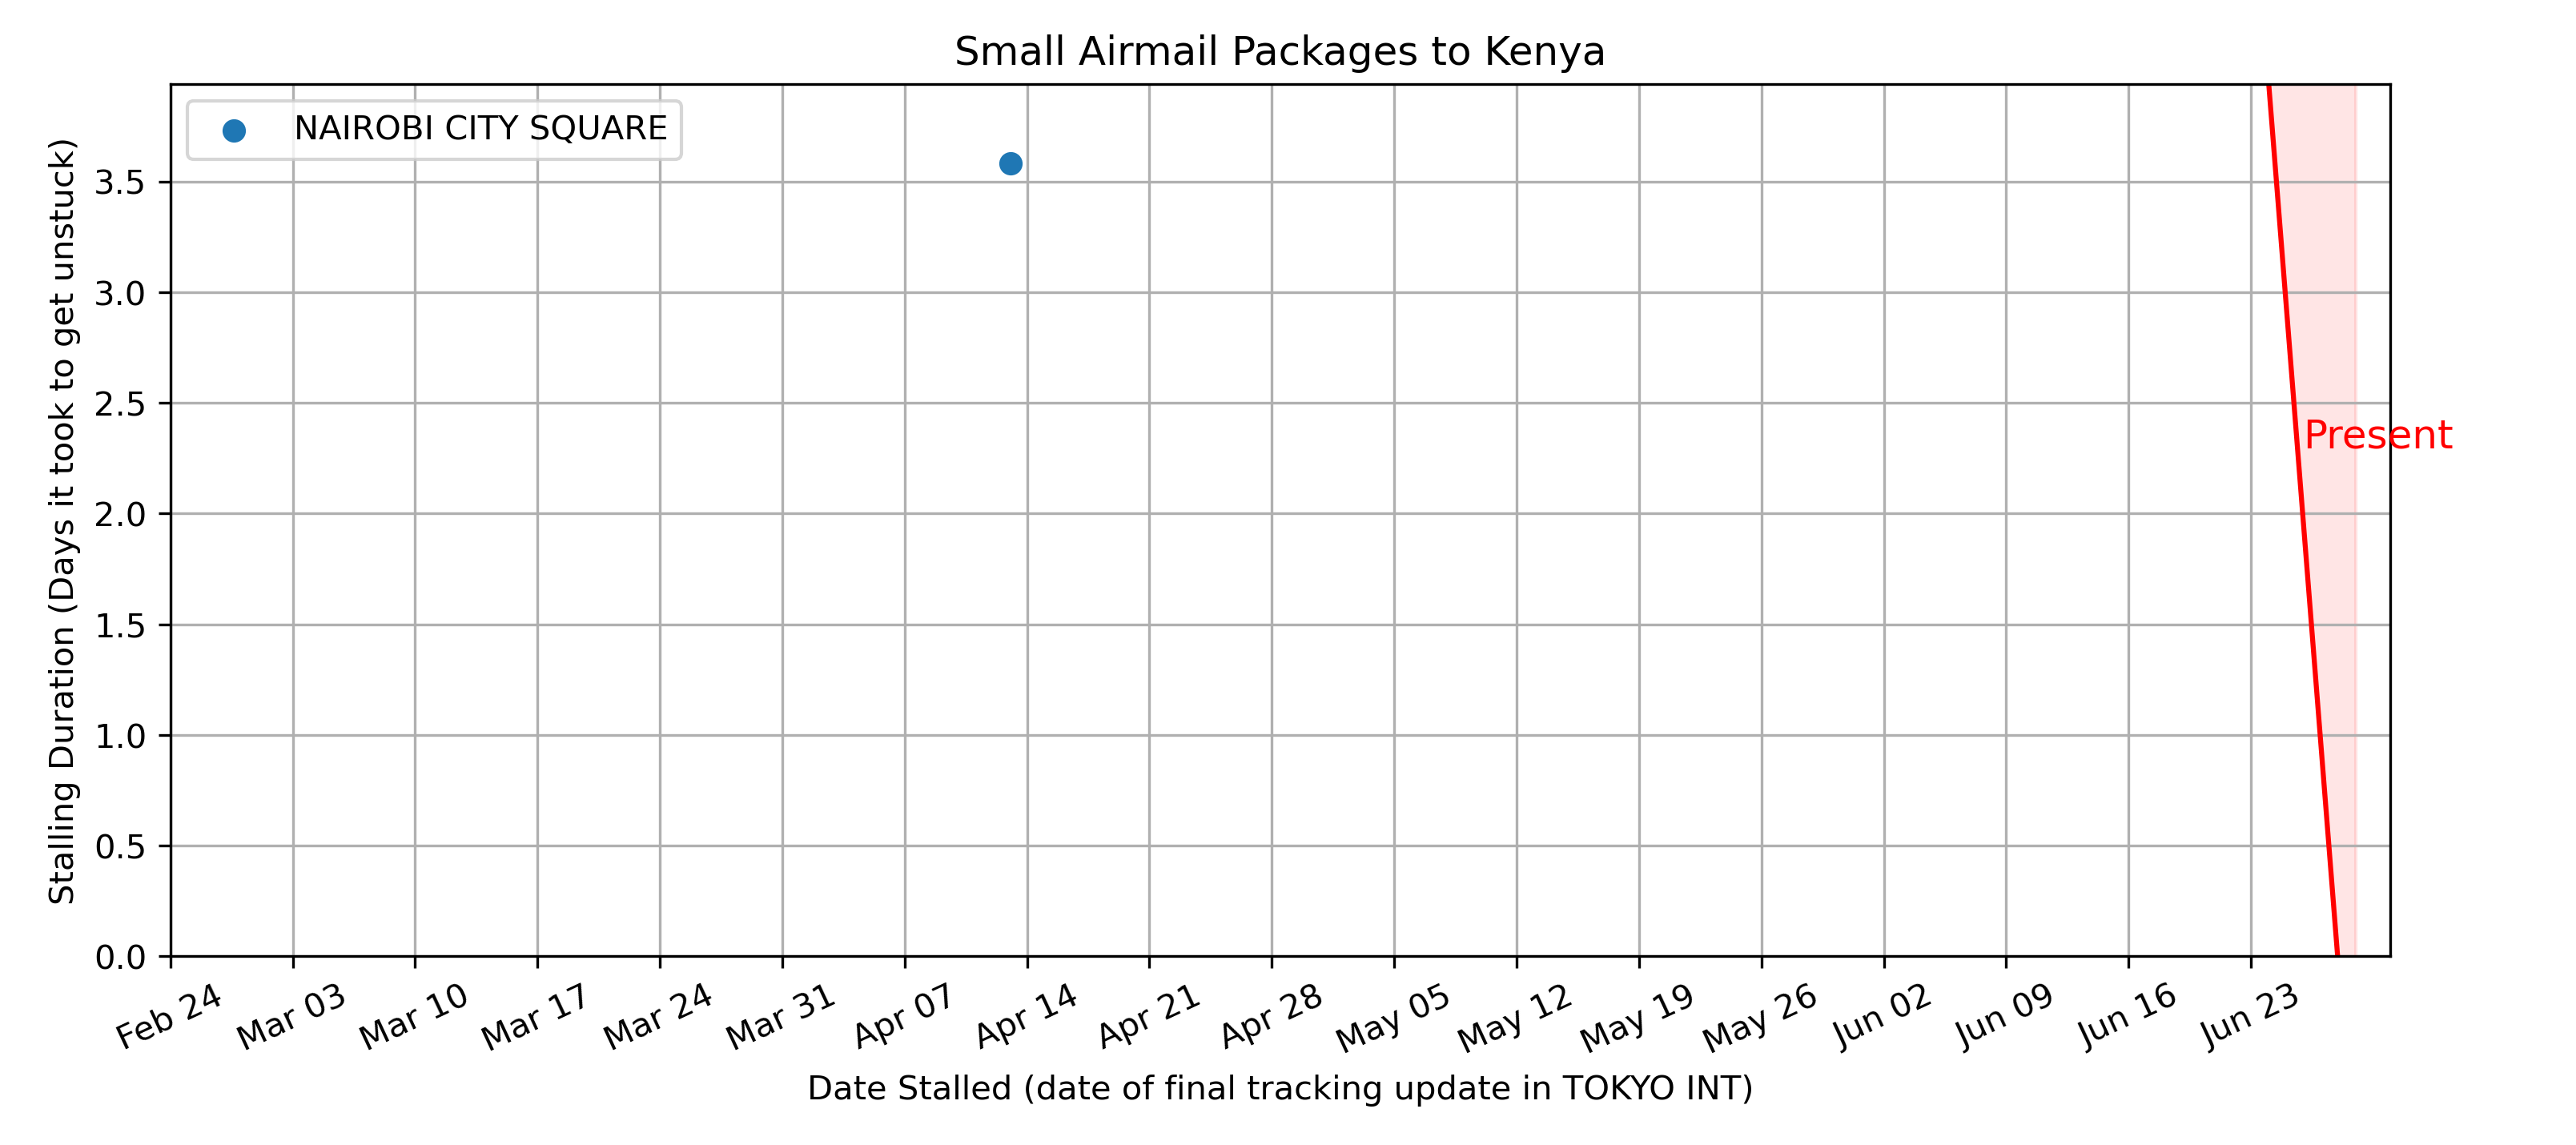 Small Airmail Packages to Kenya
NAIROBI CITY SQUARE
Stalling Duration (Days it took to get unstuck)
3.5
3.0
2.5
2.0
1.5
1.0
0.5
0.0
Present
Feb 24 Mar 03 Mar 10 Mar 17 Mar 24 Mar 31 Apr 07 Apr 14 Apr 21 Apr 28 May 05 May 12 May 19 May 26 Jun 02 Jun 09 Jun 16 Jun 23
Date Stalled (date of final tracking update in TOKYO INT)